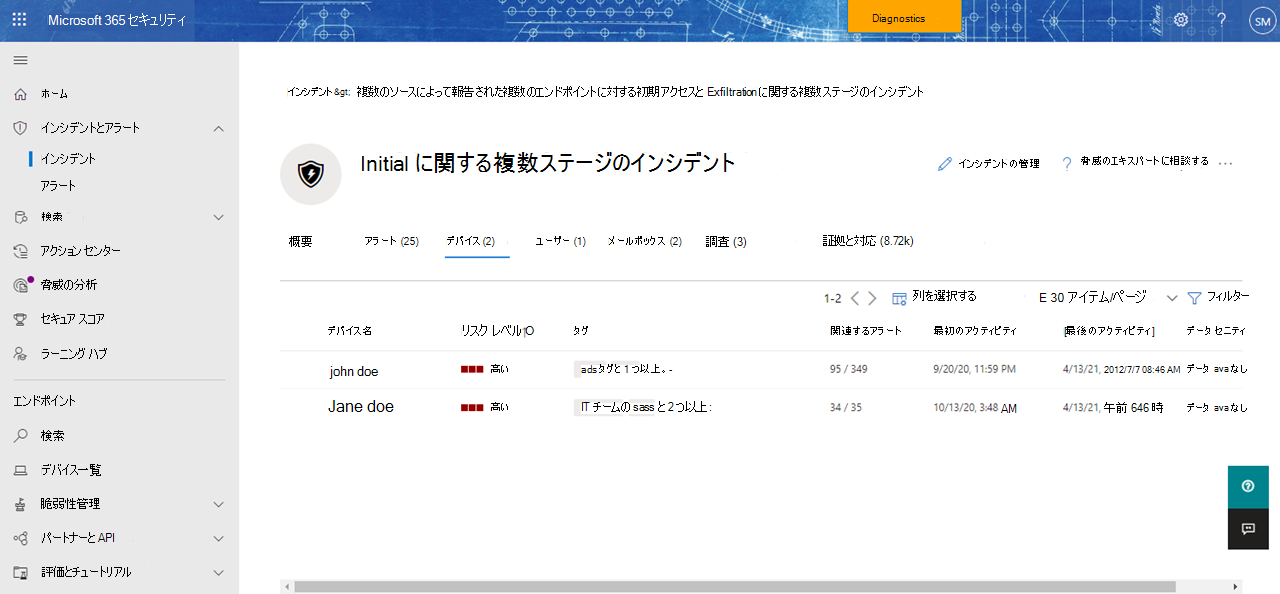 Microsoft 365 セキュリティ
Diagnostics
?
SM
ホーム
インシデントとアラート
インシデント
アラート
検索
アクション センター
脅威の分析
セキュア スコア
ラーニング ハブ
エンドポイント
検索
デバイス一覧
脆弱性管理
パートナーと API
評価とチュートリアル
インシデント &gt; 複数のソースによって報告された複数のエンドポイントに対する初期アクセスと Exfiltration に関する複数ステージのインシデント
Initial に関する複数ステージのインシデント
インシデントの管理
? 脅威のエキスパートに相談する ...
概要 アラート (25) デバイス (2) ユーザー (1) メールボックス (2) 調査 (3) 証拠と対応 (8.72k)
1-2 列を選択する E 30 アイテム/ページ フィルター
デバイス名 リスク レベル1O タグ 関連するアラート 最初のアクティビティ [最後のアクティビティ] データ セニティ
john doe 高い adsタグと 1 つ以上。- 95 / 349 9/20/20, 11:59 PM 4/13/21, 2012/7/7 08:46 AM データ ava なし
Jane doe 高い IT チームの sass と 2 つ以上: 34 / 35 10/13/20, 3:48 AM 4/13/21, 午前 646 時 データ ava なし